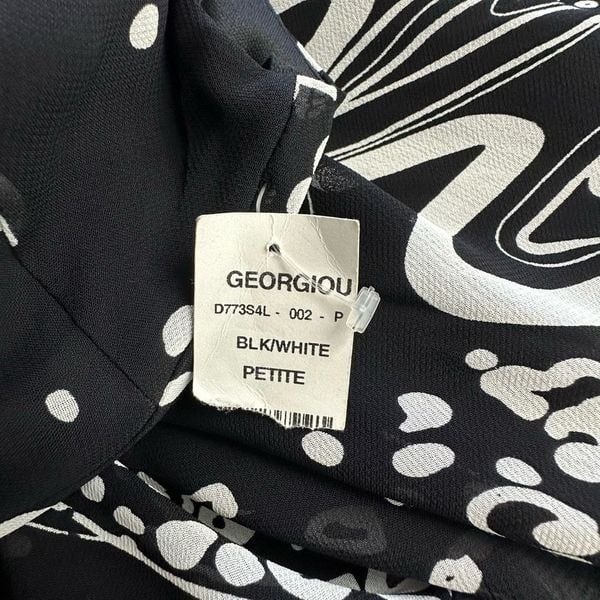 GEORGIOU
D773S4L - 002 - P
BLK/WHITE
PETITE